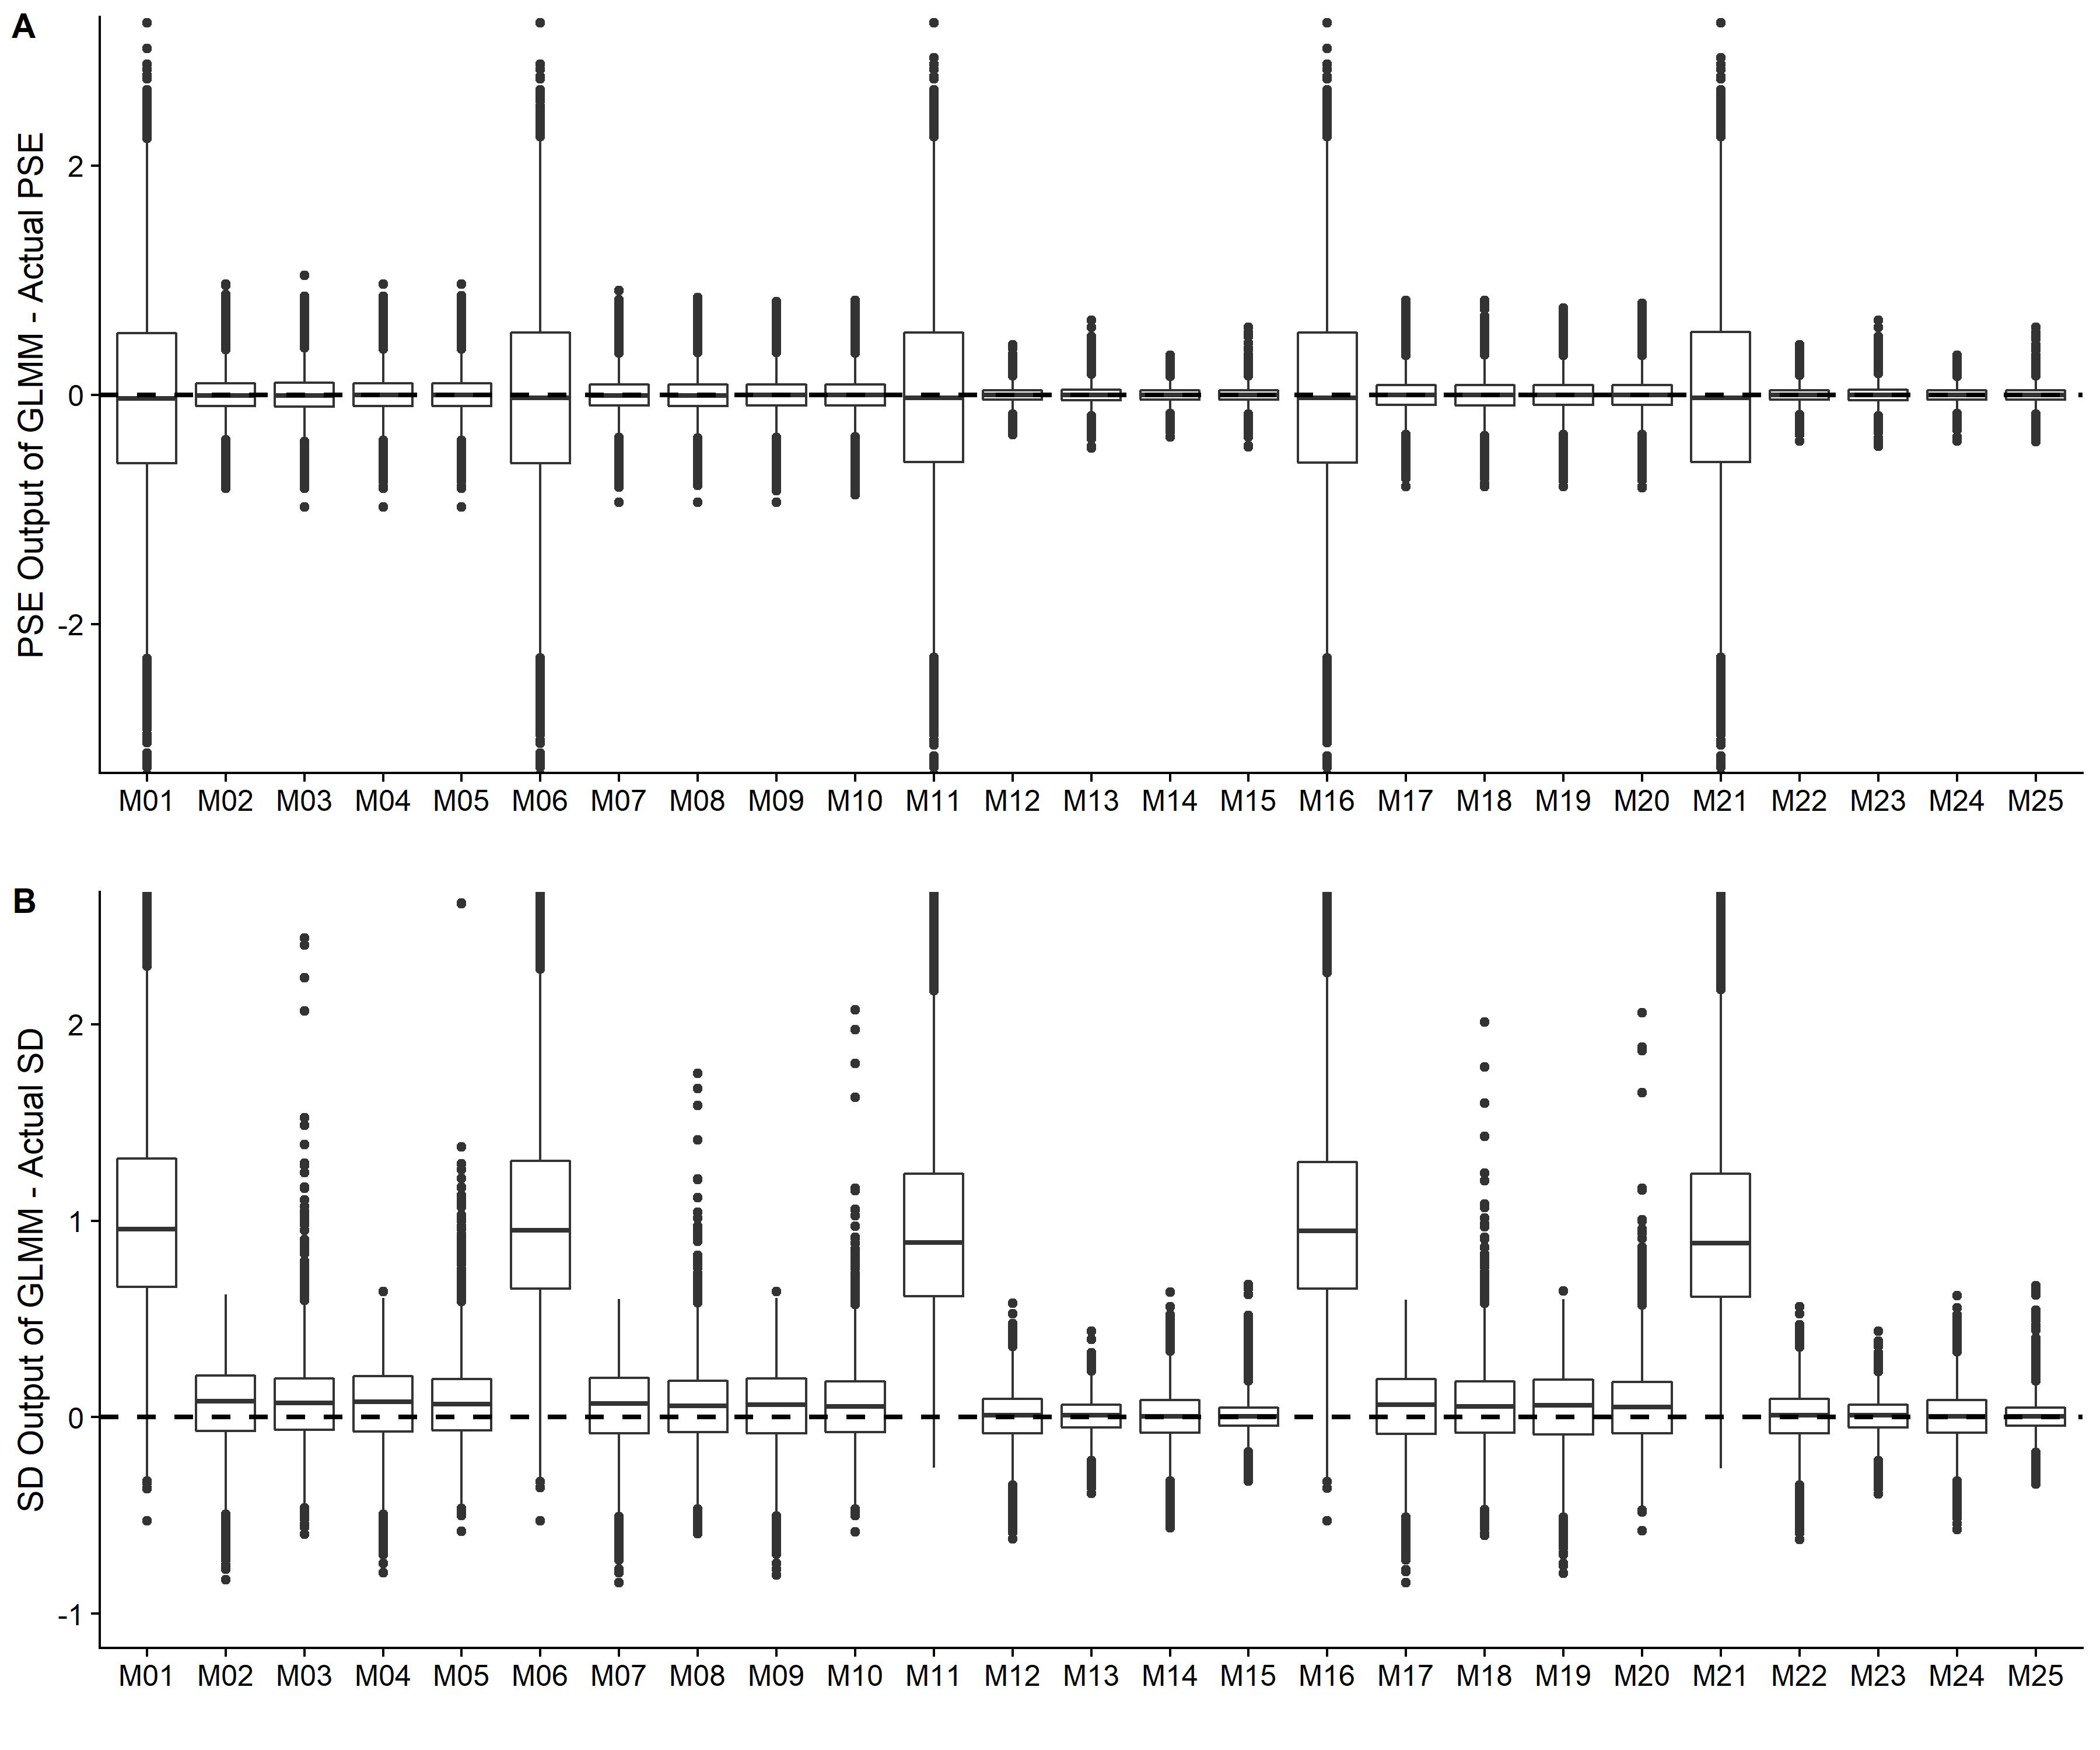 A
PSE Output of GLMM - Actual PSE
2
0
-2
M01 M02 M03 M04 M05 M06 M07 M08 M09 M10 M11 M12 M13 M14 M15 M16 M17 M18 M19 M20 M21 M22 M23 M24 M25
B
SD Output of GLMM - Actual SD
2
1
0
-1
M01 M02 M03 M04 M05 M06 M07 M08 M09 M10 M11 M12 M13 M14 M15 M16 M17 M18 M19 M20 M21 M22 M23 M24 M25